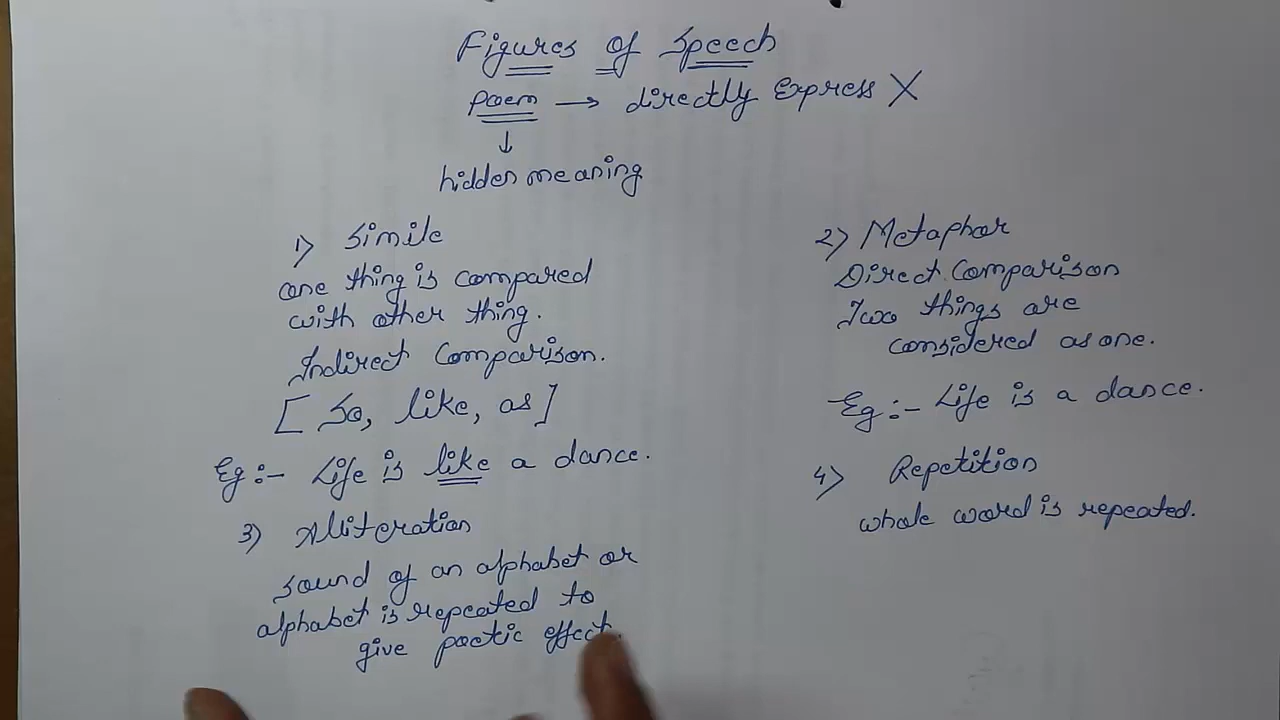 Figures of Speech
Poem → directly Express X
↓
hidden meaning
1) Simile
one thing is compared
with other thing.
Indirect Comparison.
[ So, like, as ]
Eg :- Life is like a dance.
2) Metaphor
Direct Comparison
Two things are
considered as one.
Eg :- Life is a dance.
3) Alliteration
Sound of an alphabet or
alphabet is repeated to
give poetic effect.
4) Repetition
whole word is repeated.